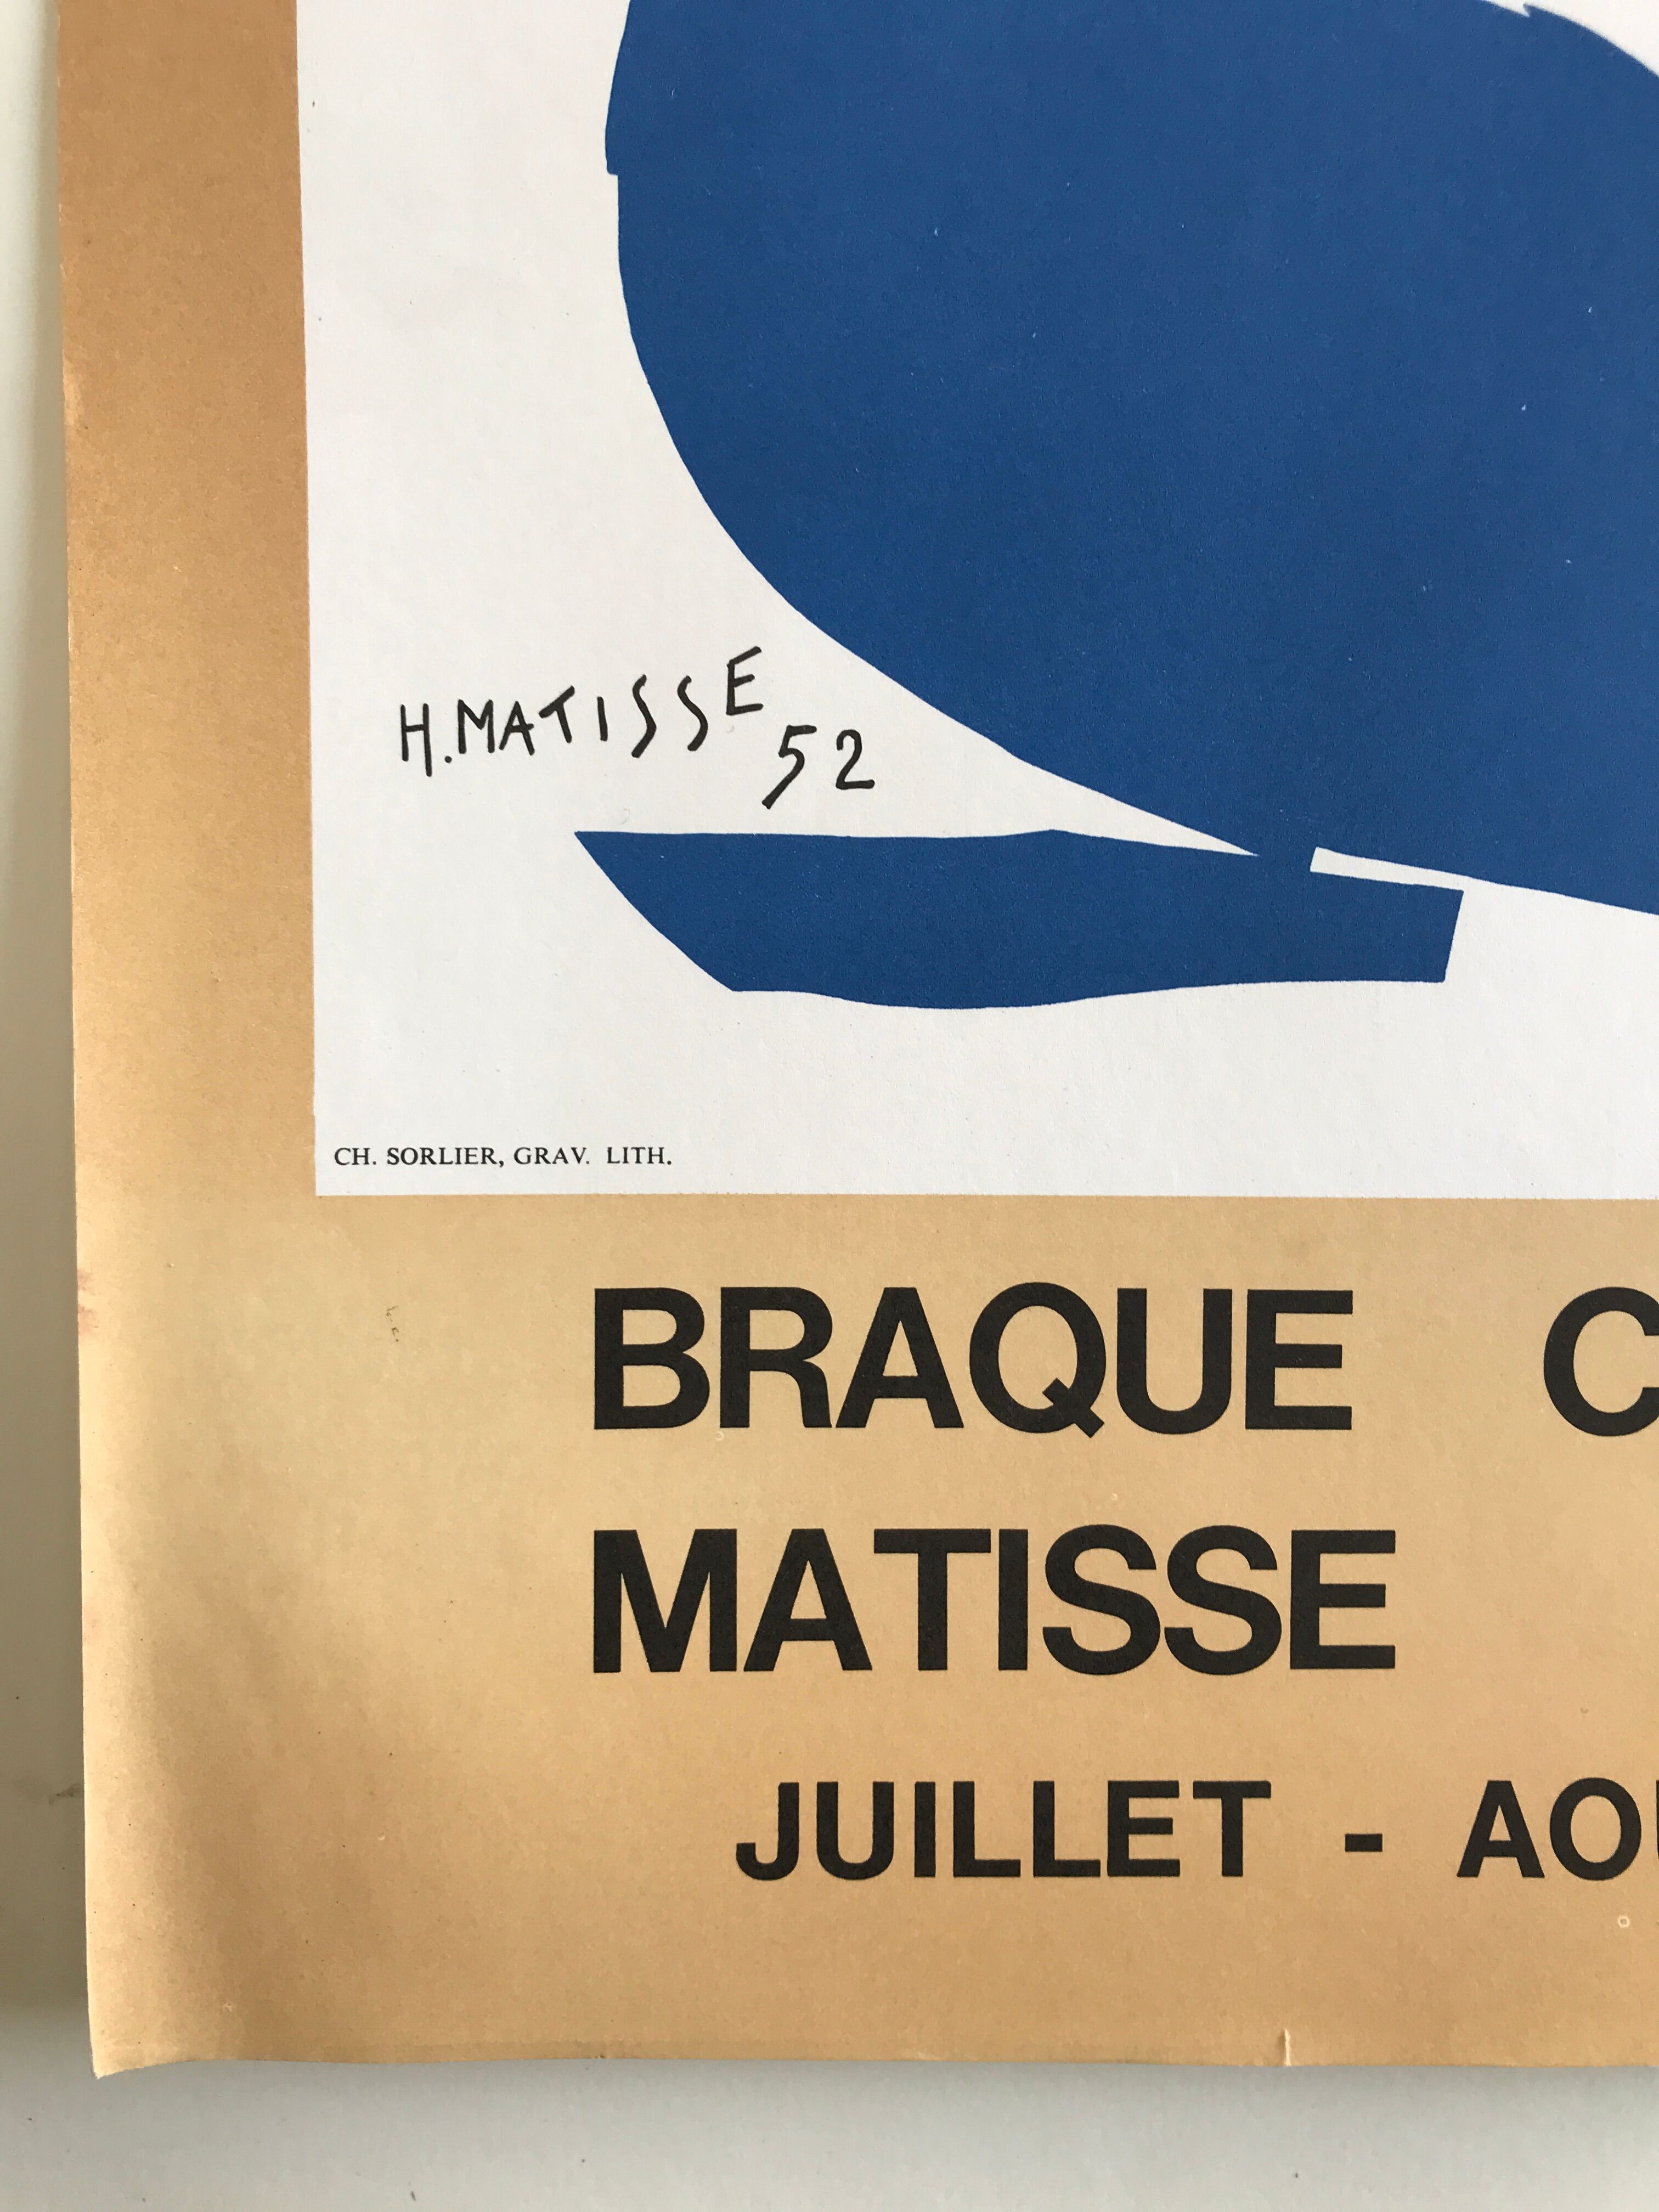 H.MATISSE 52
CH. SORLIER, GRAV. LITH.
BRAQUE
MATISSE
JUILLET -